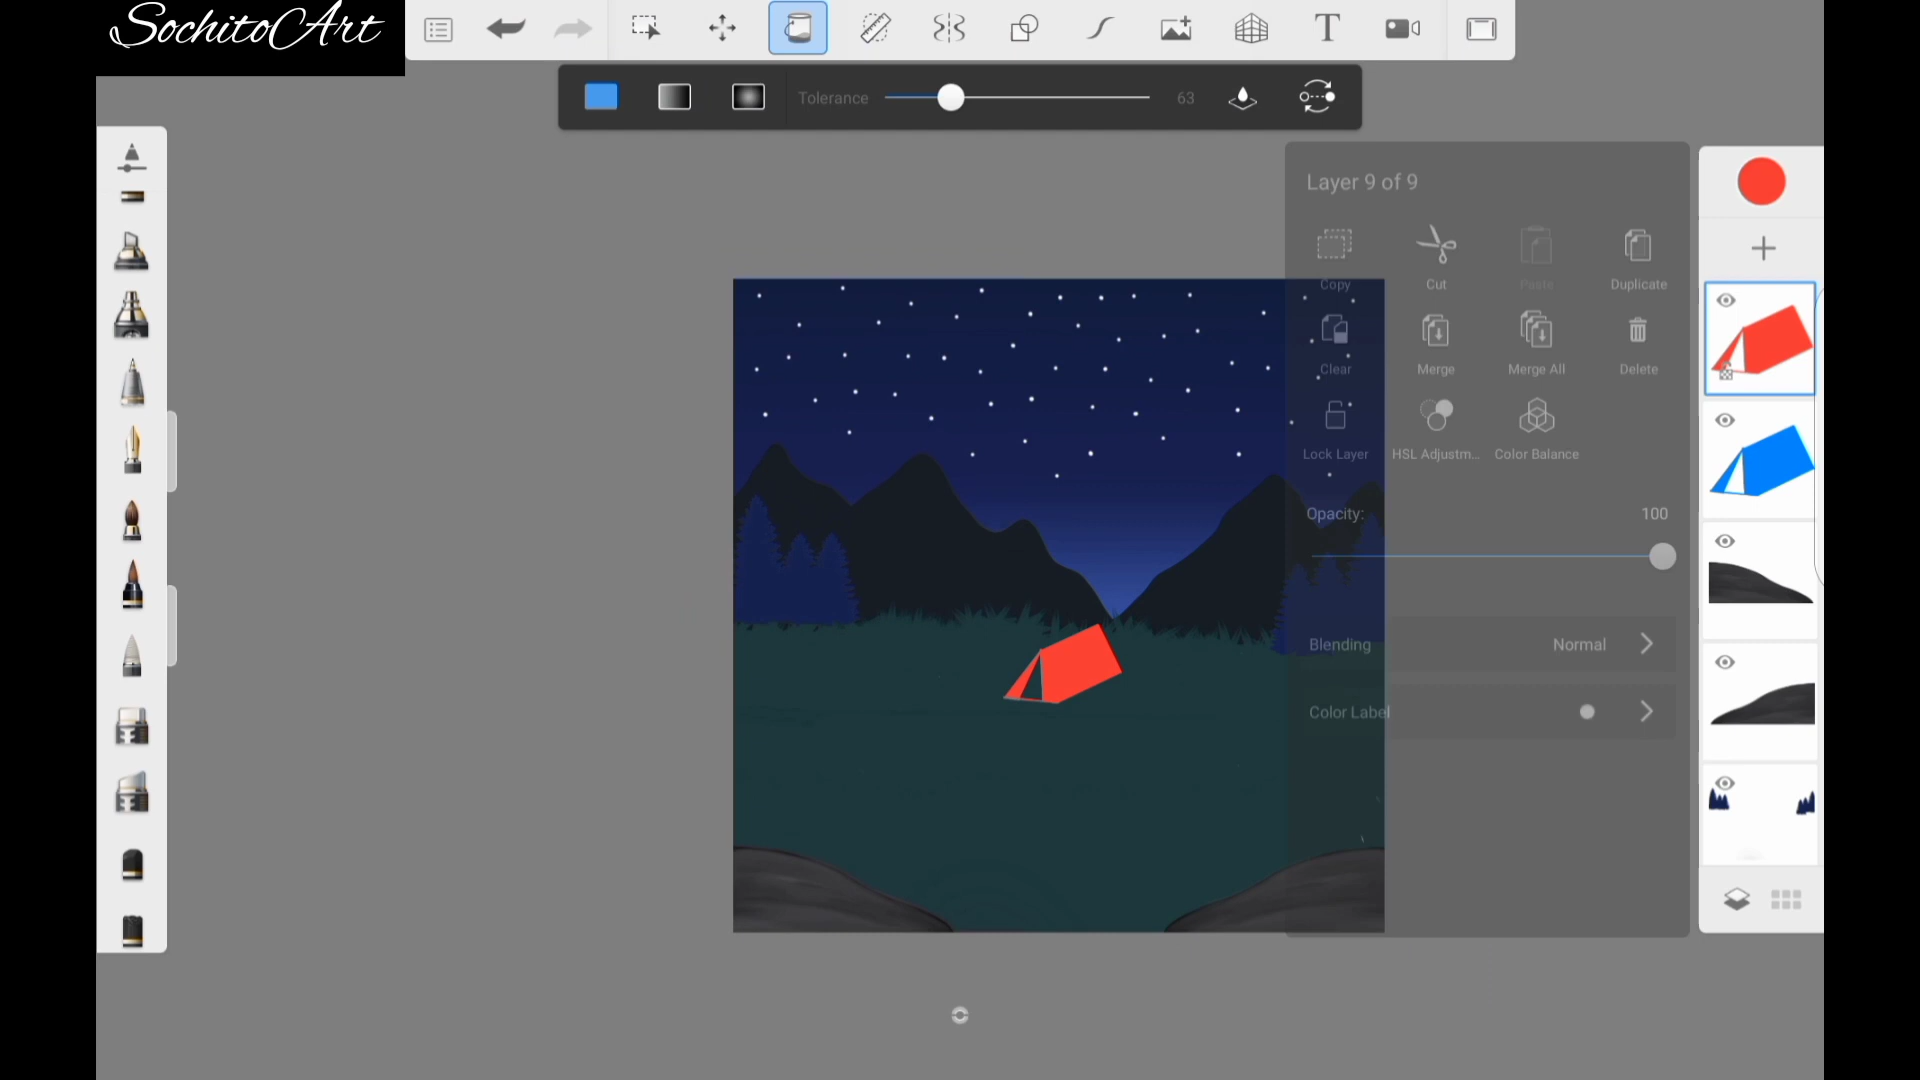 SochitoArt
T
Tolerance 63
Layer 9 of 9
Copy Cut Paste Duplicate
Clear Merge Merge All Delete
Lock Layer HSL Adjustm... Color Balance
Opacity: 100
Blending Normal
Color Label